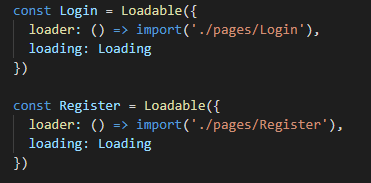 const Login = Loadable({
  loader: () => import('./pages/Login'),
  loading: Loading
})

const Register = Loadable({
  loader: () => import('./pages/Register'),
  loading: Loading
})